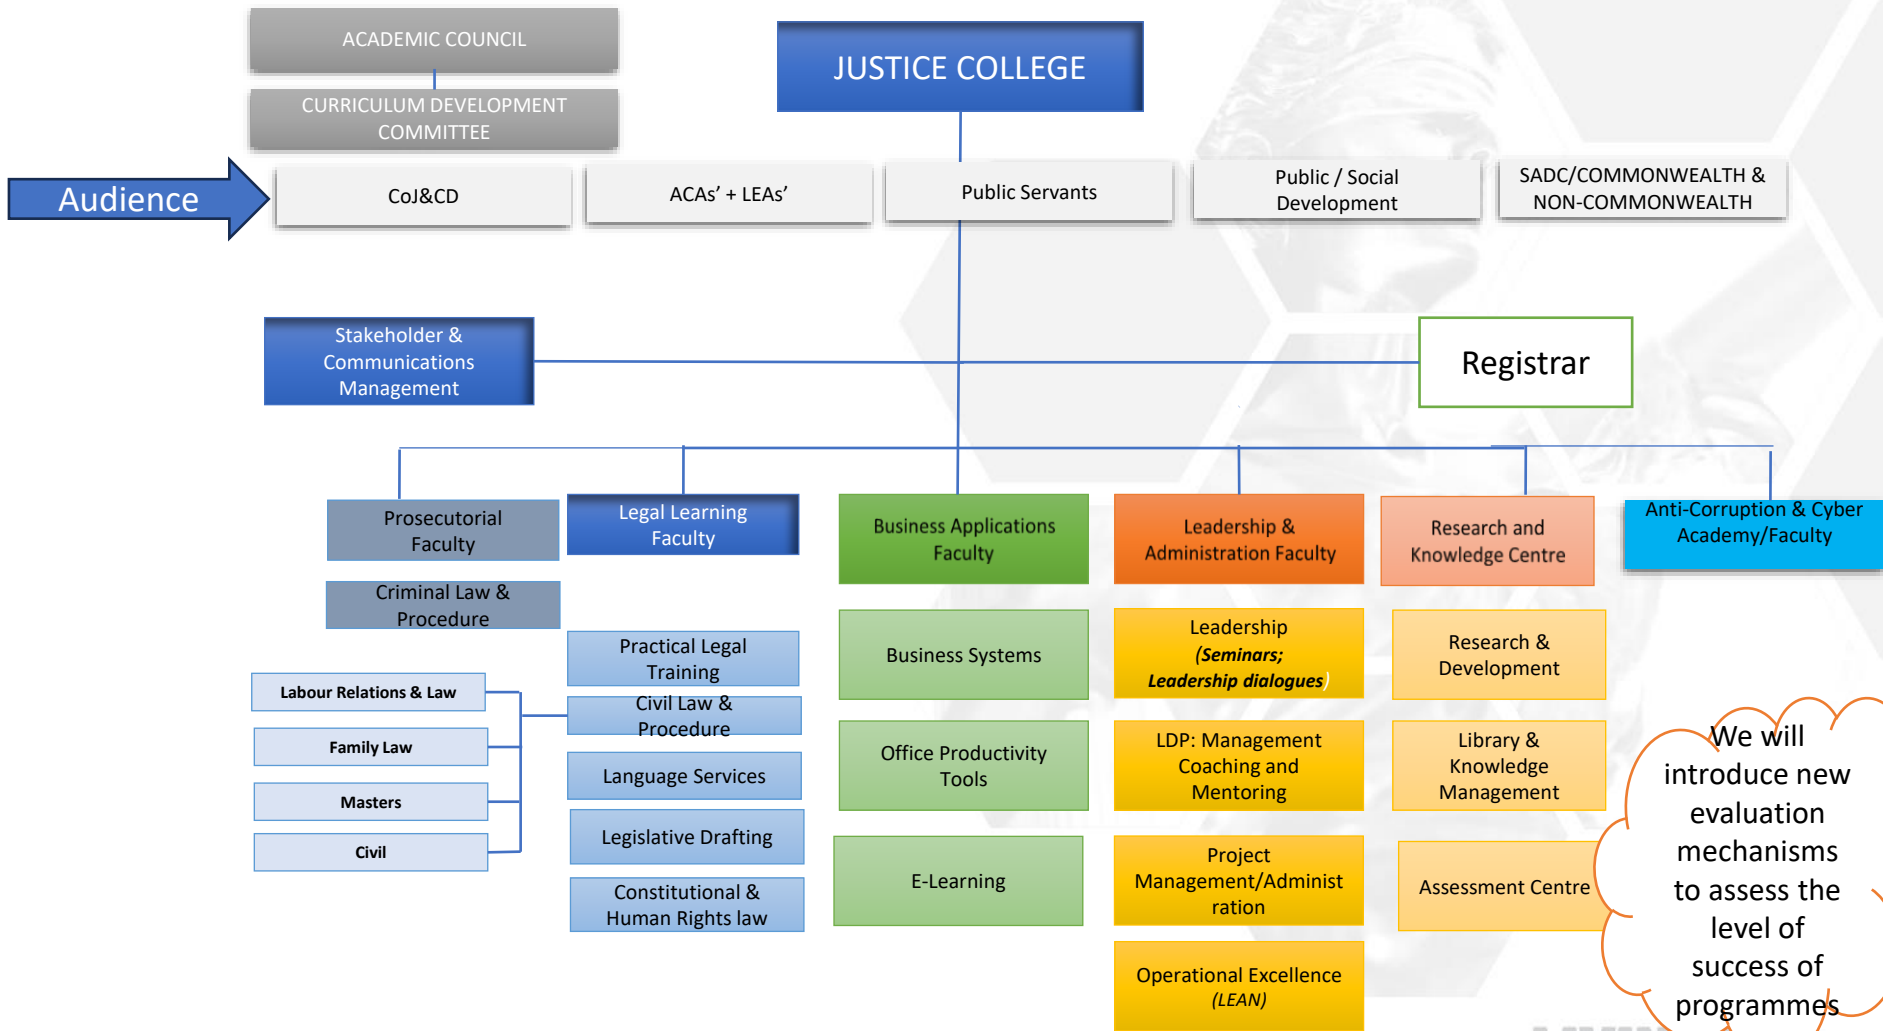 ACADEMIC COUNCIL
CURRICULUM DEVELOPMENT
COMMITTEE
JUSTICE COLLEGE
Audience
CoJ&CD
ACAs’ + LEAs’
Public Servants
Public / Social
Development
SADC/COMMONWEALTH &
NON-COMMONWEALTH
Stakeholder &
Communications
Management
Registrar
Prosecutorial
Faculty
Criminal Law &
Procedure
Legal Learning
Faculty
Practical Legal
Training
Civil Law &
Procedure
Language Services
Legislative Drafting
Constitutional &
Human Rights law
Labour Relations & Law
Family Law
Masters
Civil
Business Applications
Faculty
Business Systems
Office Productivity
Tools
E-Learning
Leadership &
Administration Faculty
Leadership
(Seminars;
Leadership dialogues)
LDP: Management
Coaching and
Mentoring
Project
Management/Administ
ration
Operational Excellence
(LEAN)
Research and
Knowledge Centre
Research &
Development
Library &
Knowledge
Management
Assessment Centre
Anti-Corruption & Cyber
Academy/Faculty
We will
introduce new
evaluation
mechanisms
to assess the
level of
success of
programmes